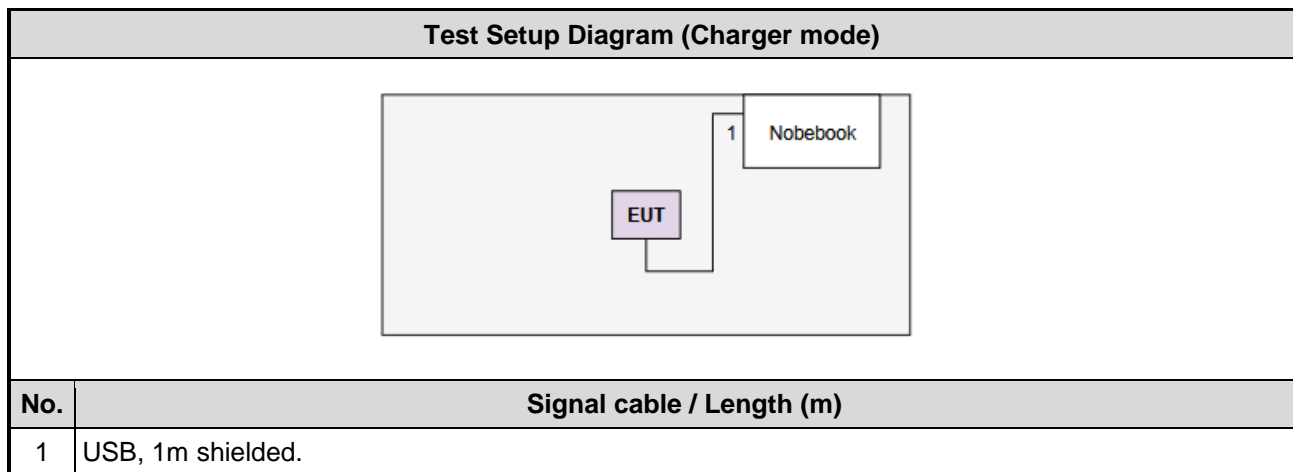 Test Setup Diagram (Charger mode)
1 Nobebook
EUT
No. Signal cable / Length (m)
1 USB, 1m shielded.